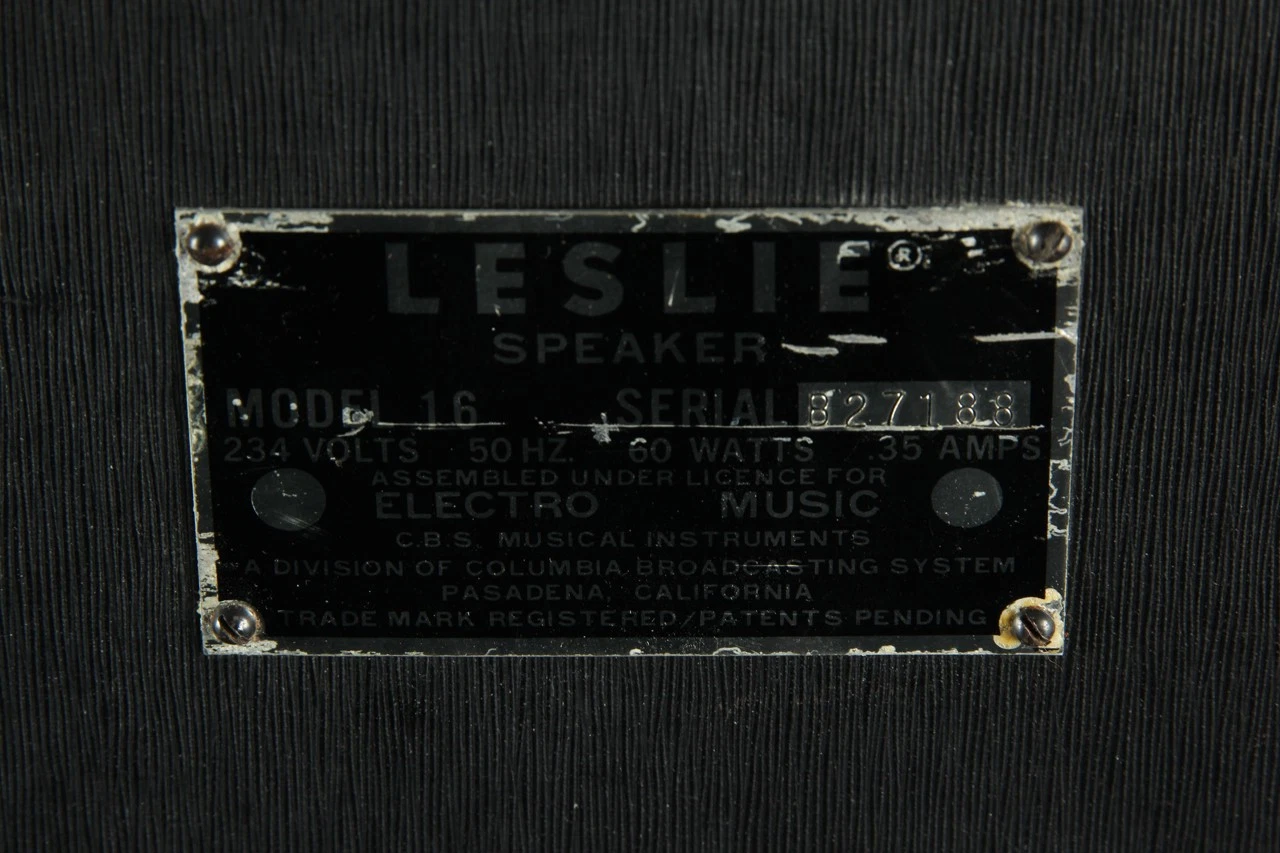 LESLIE®
SPEAKER
MODEL 16 SERIAL B27188
234 VOLTS 50 HZ. 60 WATTS .35 AMPS
ASSEMBLED UNDER LICENCE FOR
ELECTRO MUSIC
C.B.S. MUSICAL INSTRUMENTS
"A DIVISION OF COLUMBIA BROADCASTING SYSTEM
PASADENA, CALIFORNIA
TRADE MARK REGISTERED/PATENTS PENDING